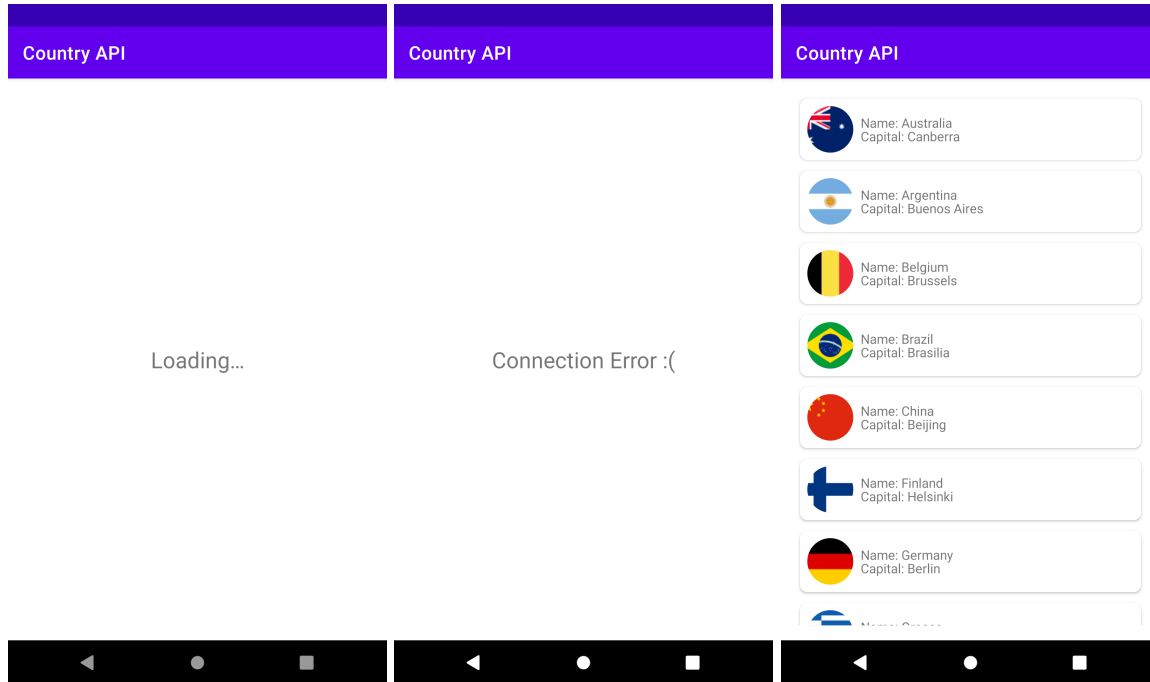 Country API
Loading...
Country API
Connection Error :(
Country API
Name: Australia
Capital: Canberra
Name: Argentina
Capital: Buenos Aires
Name: Belgium
Capital: Brussels
Name: Brazil
Capital: Brasilia
Name: China
Capital: Beijing
Name: Finland
Capital: Helsinki
Name: Germany
Capital: Berlin